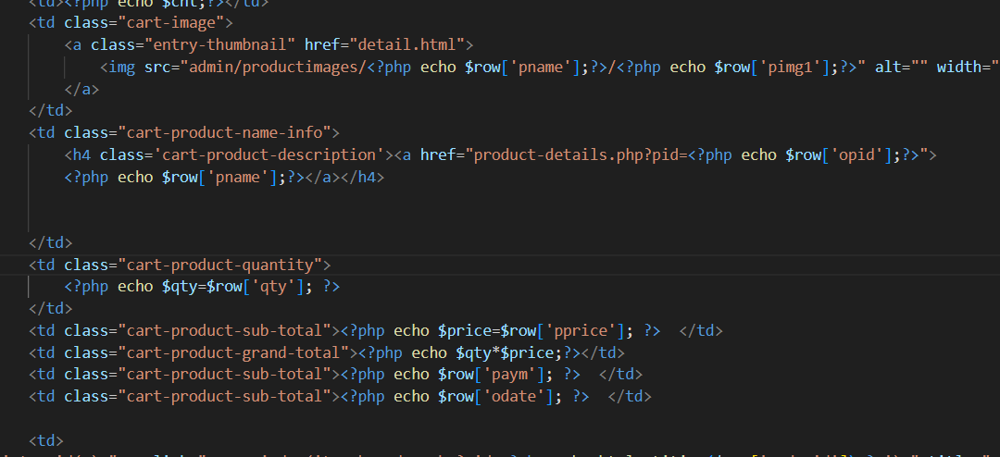 <td><?php echo $cnt;?></td>
<td class="cart-image">
<a class="entry-thumbnail" href="detail.html">
<img src="admin/productimages/<?php echo $row['pname'];?>/<?php echo $row['pimg1'];?>" alt="" width="
</a>
</td>
<td class="cart-product-name-info">
<h4 class='cart-product-description'><a href="product-details.php?pid=<?php echo $row['opid'];?>">
<?php echo $row['pname'];?></a></h4>
</td>
<td class="cart-product-quantity">
<?php echo $qty=$row['qty']; ?>
</td>
<td class="cart-product-sub-total"><?php echo $price=$row['pprice']; ?>  </td>
<td class="cart-product-grand-total"><?php echo $qty*$price;?></td>
<td class="cart-product-sub-total"><?php echo $row['paym']; ?>  </td>
<td class="cart-product-sub-total"><?php echo $row['odate']; ?>  </td>
<td>